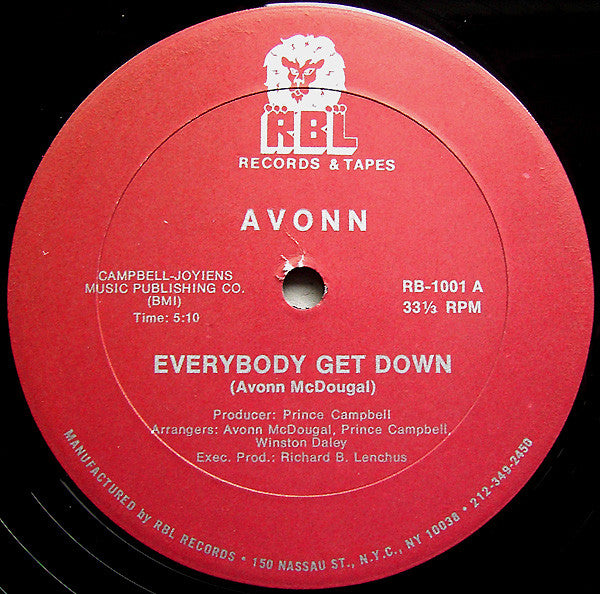 RBL
RECORDS & TAPES
AVONN
CAMPBELL-JOYIENS
MUSIC PUBLISHING CO.
(BMI)
Time: 5:10
RB-1001 A
33⅓ RPM
EVERYBODY GET DOWN
(Avonn McDougal)
Producer: Prince Campbell
Arrangers: Avonn McDougal, Prince Campbell,
Winston Daley
Exec. Prod.: Richard B. Lenchus
MANUFACTURED by RBL RECORDS • 150 NASSAU ST., N.Y.C., NY 10038 • 212-349-2450